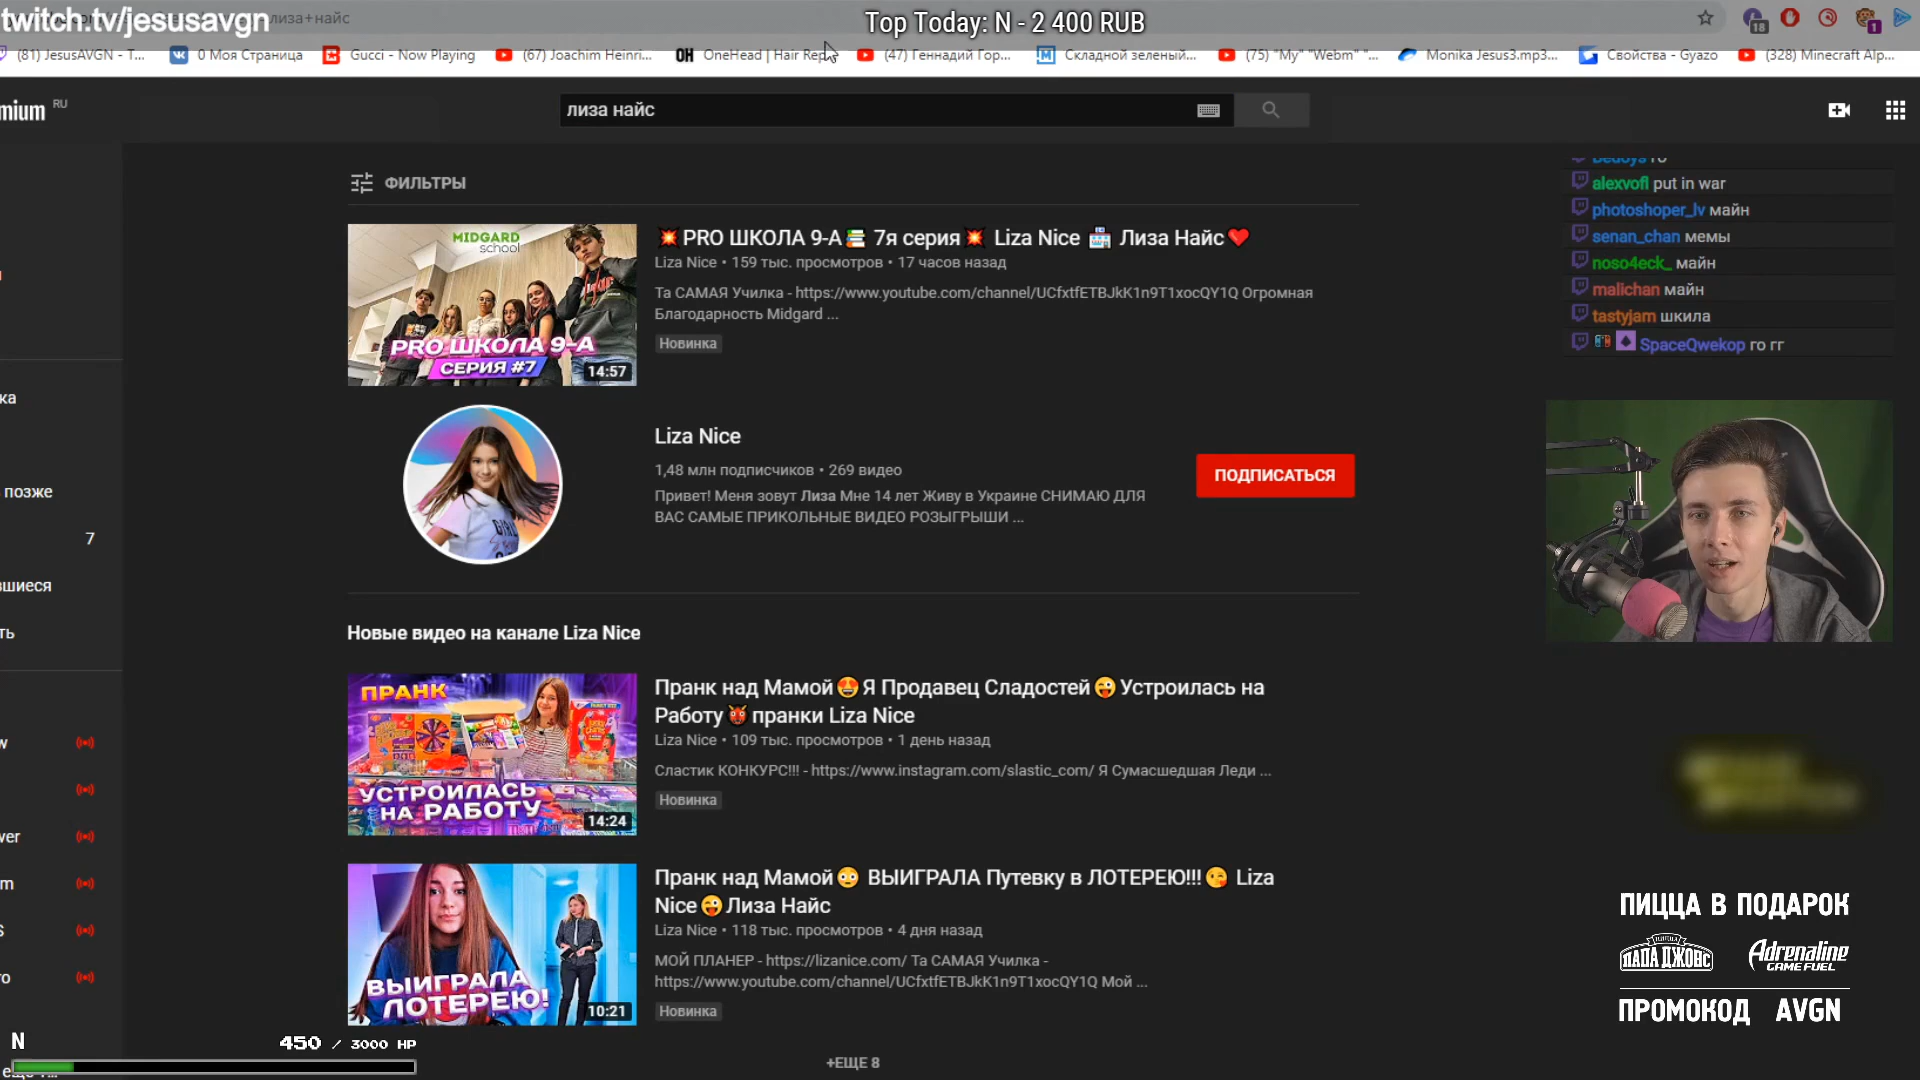 twitch.tv/jesusavgn
лиза+найс
Top Today: N - 2 400 RUB
18
1
(81) JesusAVGN - T...
0 Моя Страница
Gucci - Now Playing
(67) Joachim Heinri...
OneHead | Hair Rep
(47) Геннадий Гор...
Складной зеленый...
(75) "My" "Webm" "...
Monika Jesus3.mp3...
Свойства - Gyazo
(328) Minecraft Alp...
mium RU
лиза найс
ФИЛЬТРЫ
Dedoys го
alexvofl put in war
photoshoper_lv майн
senan_chan мемы
noso4eck_ майн
malichan майн
tastyjam шкила
SpaceQwekop го гг
MIDGARD
school
PRO ШКОЛА 9-А
СЕРИЯ #7
14:57
PRO ШКОЛА 9-А 7я серия Liza Nice Лиза Найс
Liza Nice • 159 тыс. просмотров • 17 часов назад
Та САМАЯ Училка - https://www.youtube.com/channel/UCfxtfETBJkK1n9T1xocQY1Q Огромная
Благодарность Midgard ...
Новинка
ка
позже
7
вшиеся
ть
Liza Nice
1,48 млн подписчиков • 269 видео
Привет! Меня зовут Лиза Мне 14 лет Живу в Украине СНИМАЮ ДЛЯ
ВАС САМЫЕ ПРИКОЛЬНЫЕ ВИДЕО РОЗЫГРЫШИ ...
ПОДПИСАТЬСЯ
GIRL
Новые видео на канале Liza Nice
ПРАНК
УСТРОИЛАСЬ
НА РАБОТУ
14:24
Пранк над Мамой Я Продавец Сладостей Устроилась на
Работу пранки Liza Nice
Liza Nice • 109 тыс. просмотров • 1 день назад
Сластик КОНКУРС!!! - https://www.instagram.com/slastic_com/ Я Сумасшедшая Леди ...
Новинка
w
ver
m
S
ro
ВЫИГРАЛА
ЛОТЕРЕЮ!
10:21
Пранк над Мамой ВЫИГРАЛА Путевку в ЛОТЕРЕЮ!!! Liza
Nice Лиза Найс
Liza Nice • 118 тыс. просмотров • 4 дня назад
МОЙ ПЛАНЕР - https://lizanice.com/ Та САМАЯ Училка -
https://www.youtube.com/channel/UCfxtfETBJkK1n9T1xocQY1Q Мой ...
Новинка
+ЕЩЕ 8
N
450 / 3000 HP
ПИЦЦА В ПОДАРОК
ПИЦЦА
ПАПА ДЖОНС
Adrenaline
GAME FUEL
ПРОМОКОД AVGN